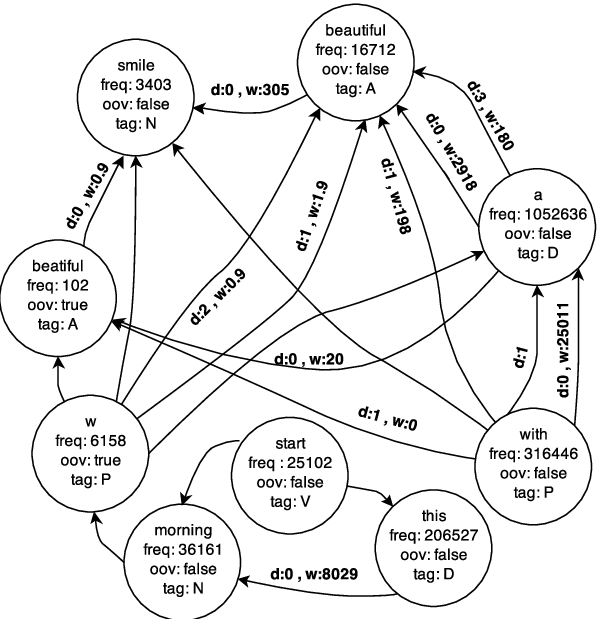 beautiful
freq: 16712
oov: false
tag: A
smile
freq: 3403
oov: false
tag: N
d:0 , w:305
d:3 , w:180
d:0 , w:2918
d:1 , w:198
d:1 , w:1.9
d:0 , w:0.9
a
freq: 1052636
oov: false
tag: D
beatiful
freq: 102
oov: true
tag: A
d:2 , w:0.9
d:0 , w:20
d:1
d:0 , w:25011
d:1 , w:0
w
freq: 6158
oov: true
tag: P
start
freq : 25102
oov: false
tag: V
with
freq: 316446
oov: false
tag: P
morning
freq: 36161
oov: false
tag: N
this
freq: 206527
oov: false
tag: D
d:0 , w:8029